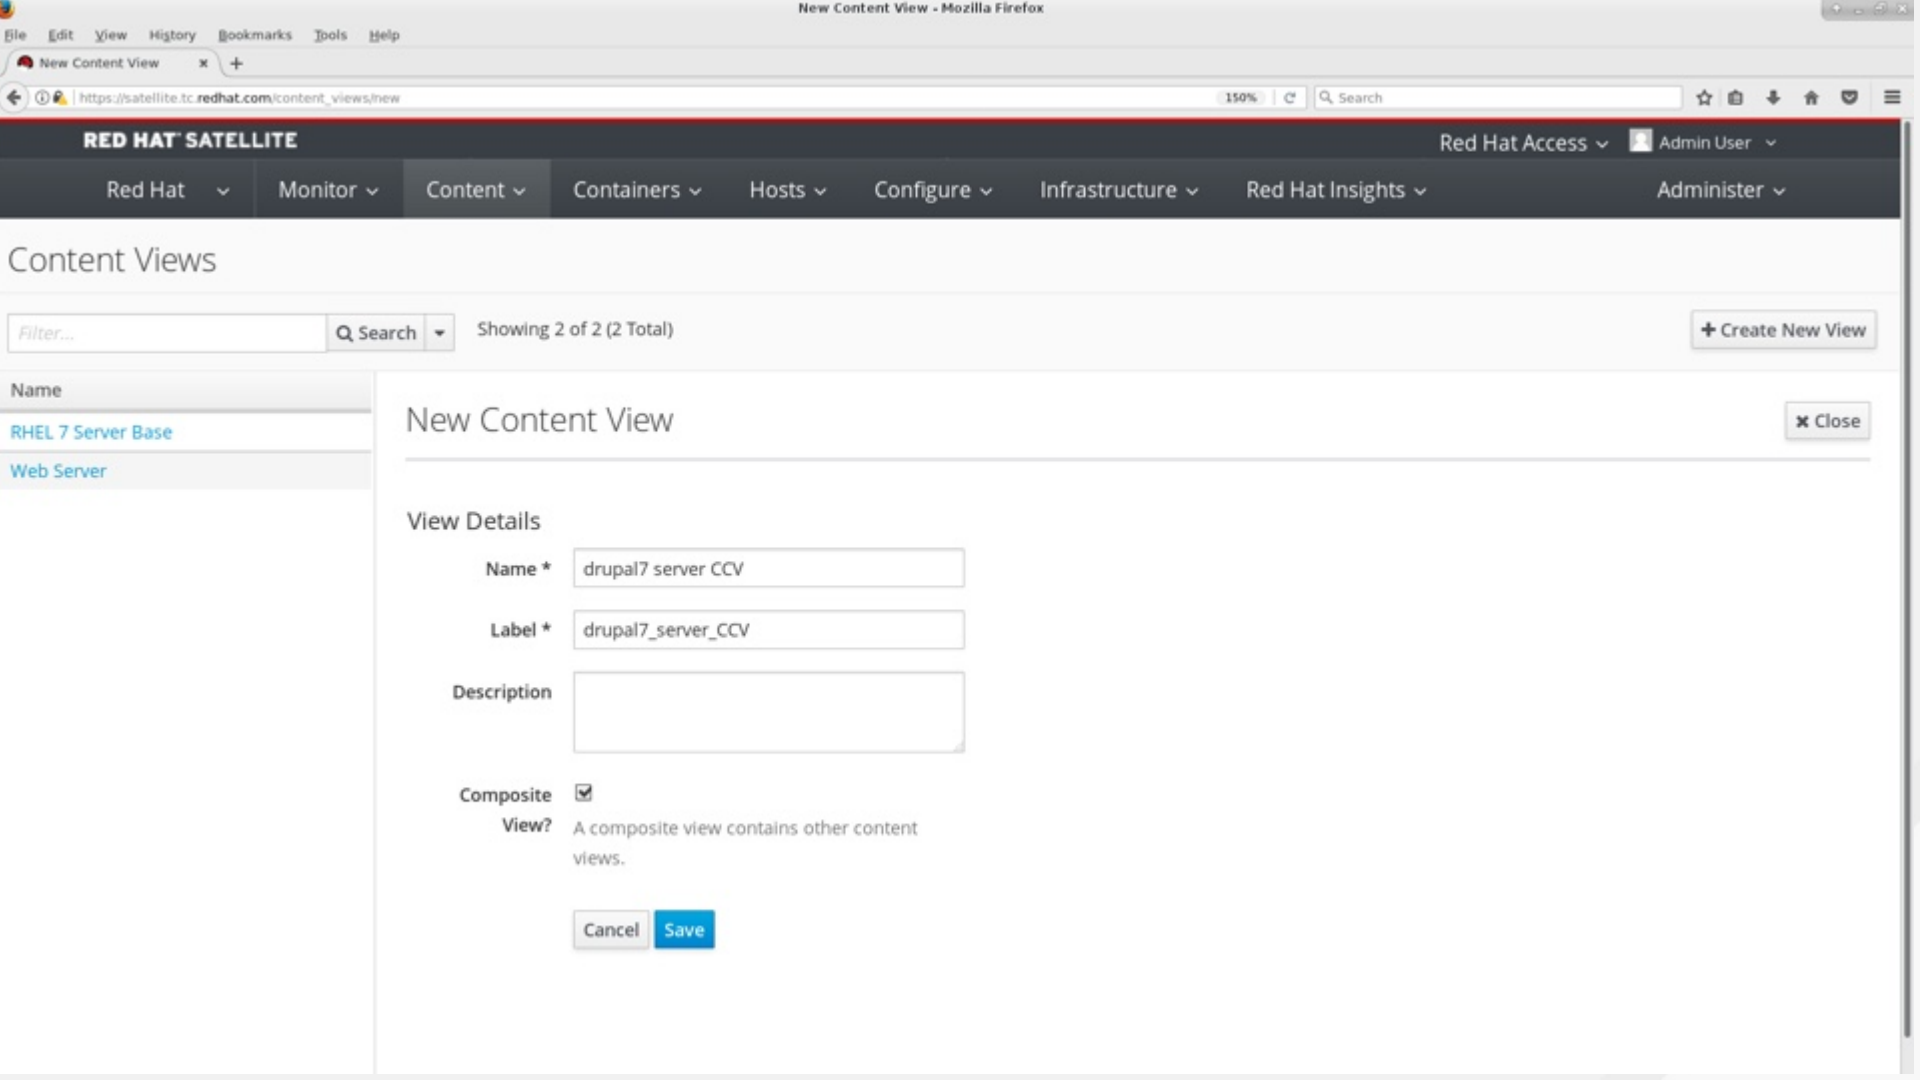 New Content View - Mozilla Firefox
File Edit View History Bookmarks Tools Help
New Content View
https://satellite.tc.redhat.com/content_views/new 150% Search
RED HAT SATELLITE Red Hat Access Admin User
Red Hat Monitor Content Containers Hosts Configure Infrastructure Red Hat Insights Administer
Content Views
Filter... Search Showing 2 of 2 (2 Total) + Create New View
Name
RHEL 7 Server Base
Web Server
New Content View Close
View Details
Name * drupal7 server CCV
Label * drupal7_server_CCV
Description
Composite
View? A composite view contains other content
views.
Cancel Save